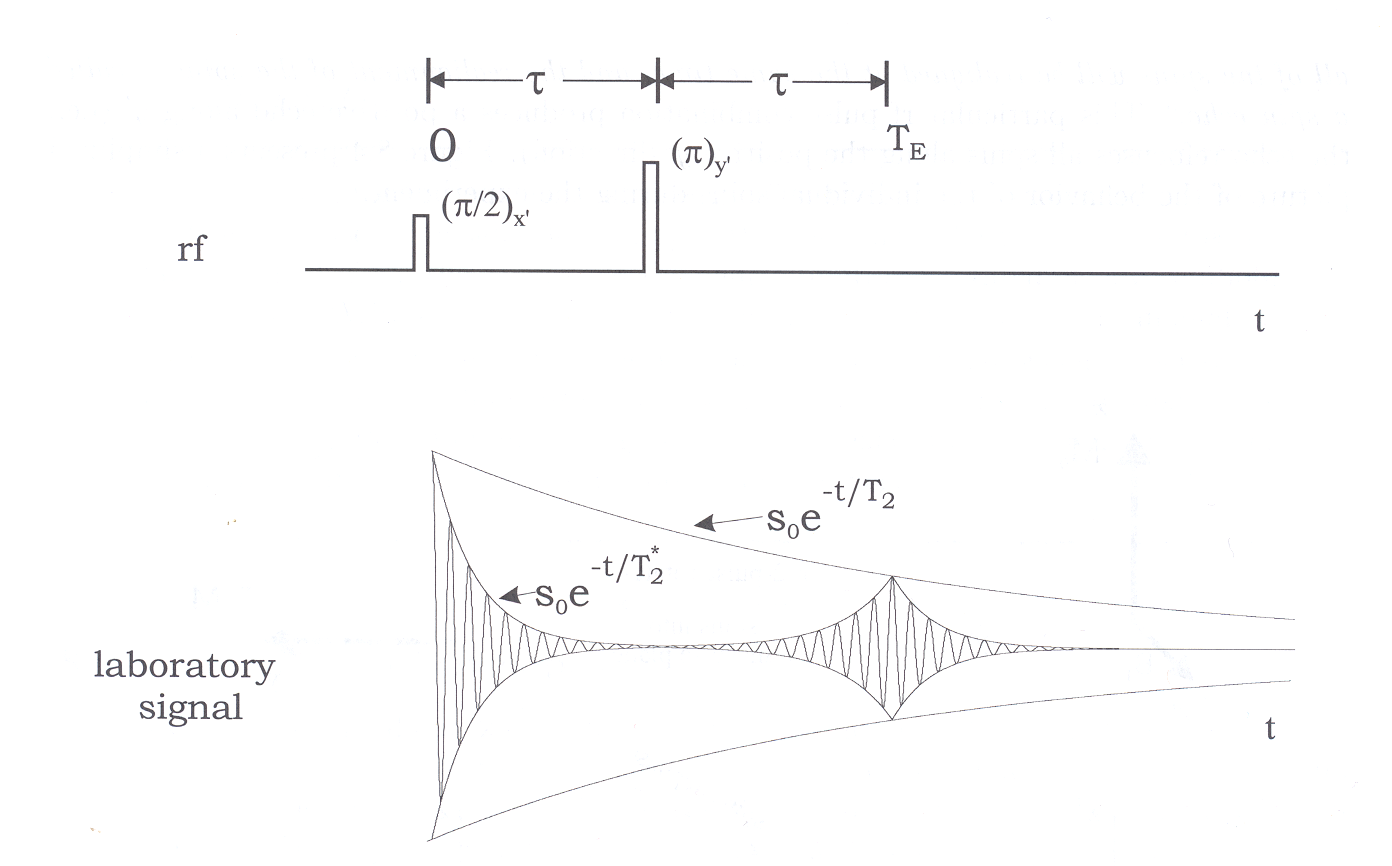 τ τ
0 T_E
(π/2)_x' (π)_y'
rf
t
s₀e^-t/T₂
s₀e^-t/T₂*
laboratory
signal
t